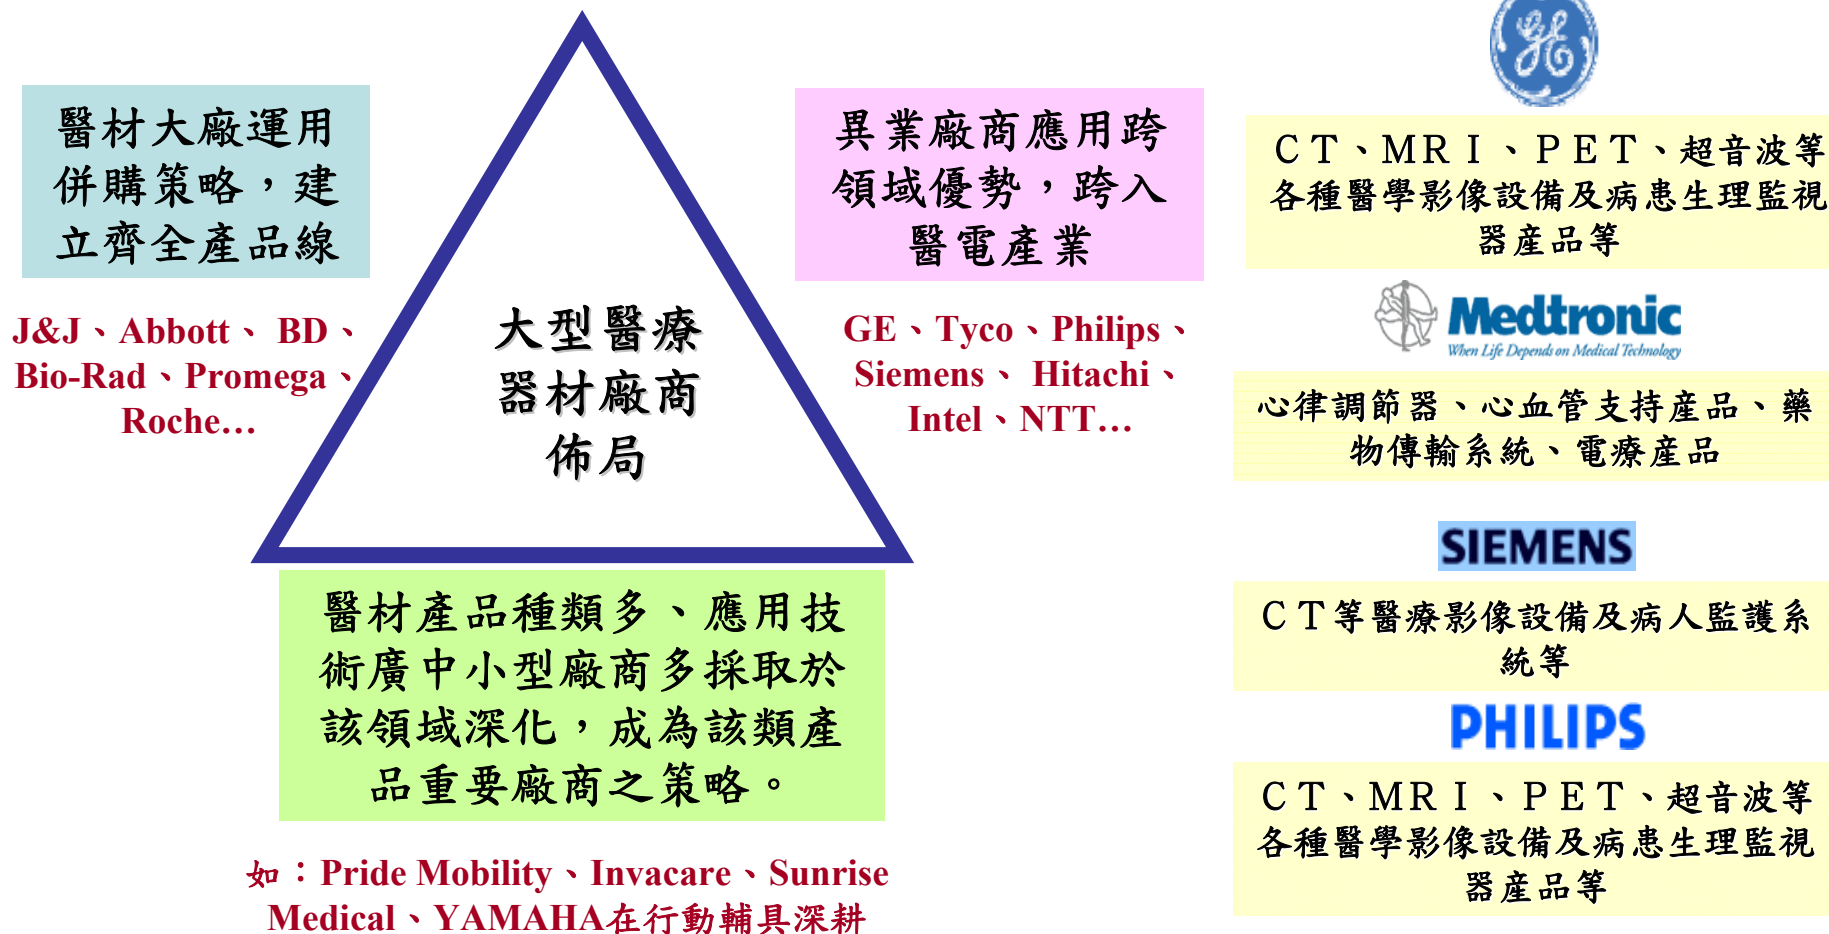 醫材大廠運用
併購策略，建
立齊全產品線
J&J、Abbott、 BD、
Bio-Rad、Promega、
Roche…
大型醫療
器材廠商
佈局
異業廠商應用跨
領域優勢，跨入
醫電產業
GE、Tyco、Philips、
Siemens、 Hitachi、
Intel、NTT…
醫材產品種類多、應用技
術廣中小型廠商多採取於
該領域深化，成為該類產
品重要廠商之策略。
如：Pride Mobility、Invacare、Sunrise
Medical、YAMAHA在行動輔具深耕
GE
ＣＴ、ＭＲＩ、ＰＥＴ、超音波等
各種醫學影像設備及病患生理監視
器産品等
Medtronic
When Life Depends on Medical Technology
心律調節器、心血管支持産品、藥
物傳輸系統、電療産品
SIEMENS
ＣＴ等醫療影像設備及病人監護系
統等
PHILIPS
ＣＴ、ＭＲＩ、ＰＥＴ、超音波等
各種醫學影像設備及病患生理監視
器産品等